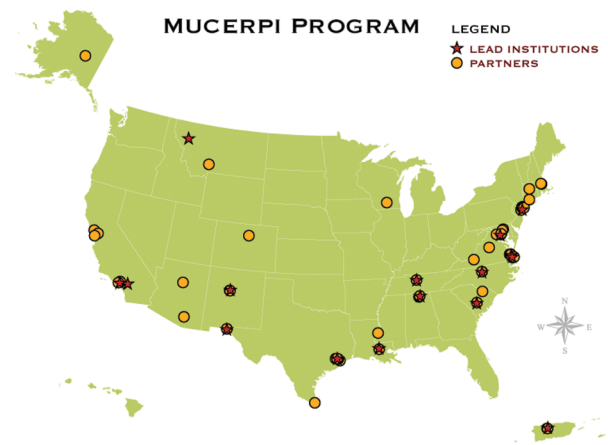 MUCERPI PROGRAM
LEGEND
LEAD INSTITUTIONS
PARTNERS
N
W E
S